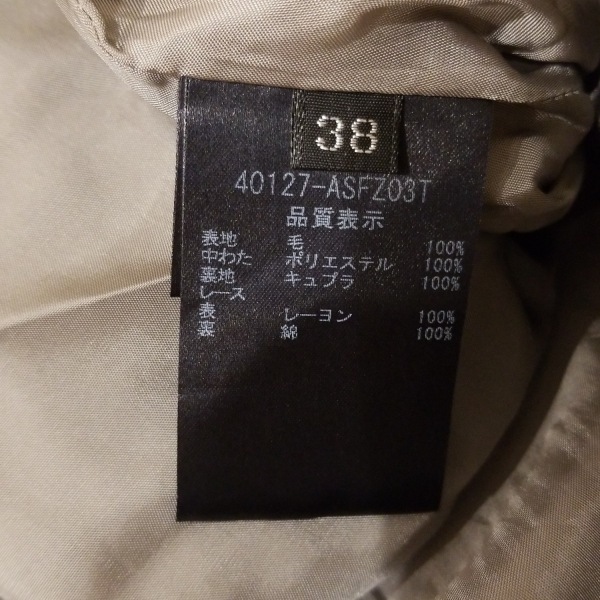 38
40127-ASFZ03T
品質表示
表地 毛 100%
中わた ポリエステル 100%
裏地 キュプラ 100%
レース
表 レーヨン 100%
裏 綿 100%